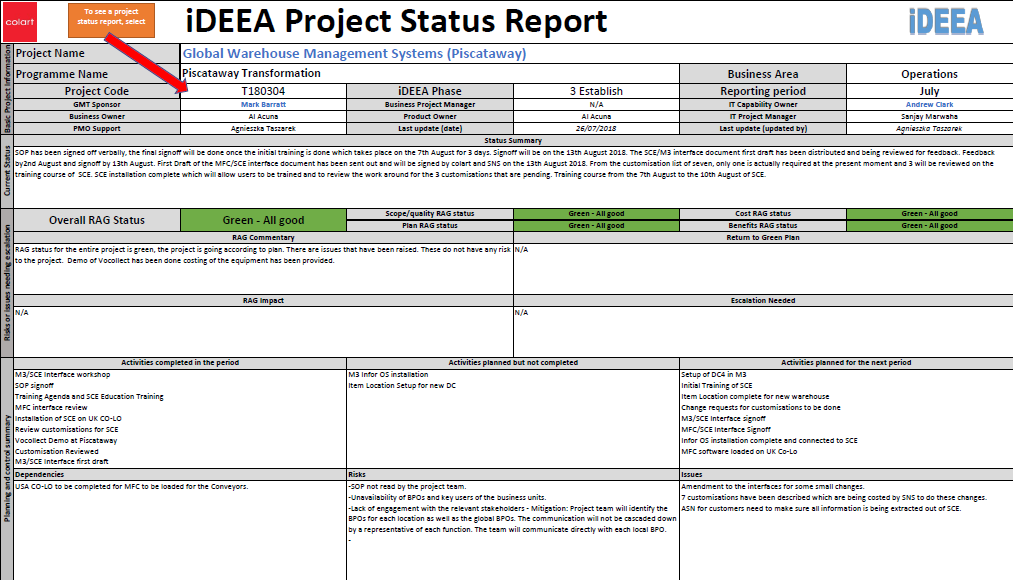 colart
To see a project
status report, select
iDEEA Project Status Report
iDEEA
Basic Project Information
Project Name
Global Warehouse Management Systems (Piscataway)
Programme Name
Piscataway Transformation
Business Area
Operations
Project Code
T180304
iDEEA Phase
3 Establish
Reporting period
July
GMT Sponsor
Mark Barratt
Business Project Manager
N/A
IT Capability Owner
Andrew Clark
Business Owner
Al Acuna
Product Owner
Al Acuna
IT Project Manager
Sanjay Marwaha
PMO Support
Agnieszka Taszarek
Last update (date)
26/07/2018
Last update (updated by)
Agnieszka Taszarek
Current Status
Status Summary
SOP has been signed off verbally, the final signoff will be done once the initial training is done which takes place on the 7th August for 3 days. Signoff will be on the 13th August 2018. The SCE/M3 interface document first draft has been distributed and being reviewed for feedback. Feedback
by2nd August and signoff by 13th August. First Draft of the MFC/SCE interface document has been sent out and will be signed by colart and SNS on the 13th August 2018. From the customisation list of seven, only one is actually required at the present moment and 3 will be reviewed on the
training course of  SCE. SCE installation complete which will allow users to be trained and to review the work around for the 3 customisations that are pending. Training course from the 7th August to the 10th August of SCE.
Risks or issues needing escalation
Overall RAG Status
Green - All good
Scope/quality RAG status
Green - All good
Cost RAG status
Green - All good
Plan RAG status
Green - All good
Benefits RAG status
Green - All good
RAG Commentary
Return to Green Plan
RAG status for the entire project is green, the project is going according to plan. There are issues that have been raised. These do not have any risk
to the project.  Demo of Vocollect has been done costing of the equipment has been provided.
N/A
RAG Impact
Escalation Needed
N/A
N/A
Planning and control summary
Activities completed in the period
M3/SCE Interface workshop
SOP signoff
Training Agenda and SCE Education Training
MFC interface review
Installation of SCE on UK CO-LO
Review customisations for SCE
Vocollect Demo at Piscataway
Customisation Reviewed
M3/SCE Interface first draft
Activities planned but not completed
M3 Infor OS installation
Item Location Setup for new DC
Activities planned for the next period
Setup of DC4 in M3
Initial Training of SCE
Item Location complete for new warehouse
Change requests for customisations to be done
M3/SCE Interface signoff
MFC/SCE Interface Signoff
Infor OS installation complete and connected to SCE
MFC software loaded on UK Co-Lo
Dependencies
USA CO-LO to be completed for MFC to be loaded for the Conveyors.
Risks
-SOP not read by the project team.
-Unavailability of BPOs and key users of the business units.
-Lack of engagement with the relevant stakeholders - Mitigation: Project team will identify the
BPOs for each location as well as the global BPOs. The communication will not be cascaded down
by a representative of each function. The team will communicate directly with each local BPO.
-
Issues
Amendment to the interfaces for some small changes.
7 customisations have been described which are being costed by SNS to do these changes.
ASN for customers need to make sure all information is being extracted out of SCE.